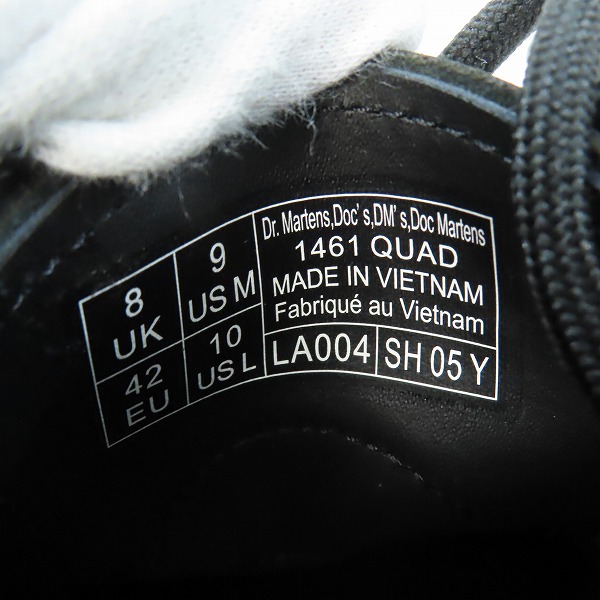 8
UK
9
US M
42
EU
10
US L
Dr. Martens,Doc's,DM's,Doc Martens
1461 QUAD
MADE IN VIETNAM
Fabriqué au Vietnam
LA004
SH 05 Y